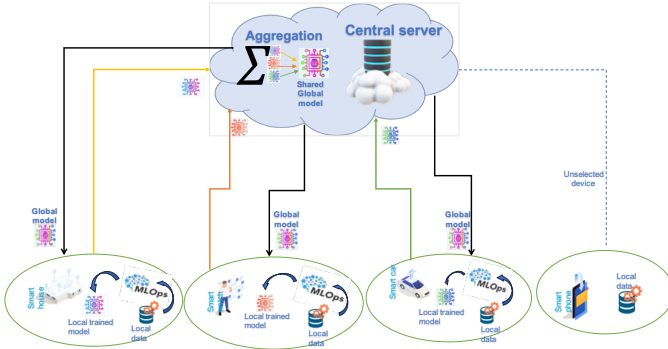 Aggregation
Central server
Σ
Shared
Global
model
Unselected
device
Global
model
Global
model
Global
model
Smart
house
MLOps
Local trained
model
Local
data
Smart
MLOps
Local trained
model
Local
data
Smart car
MLOps
Local trained
model
Local
data
Smart
phone
Local
data